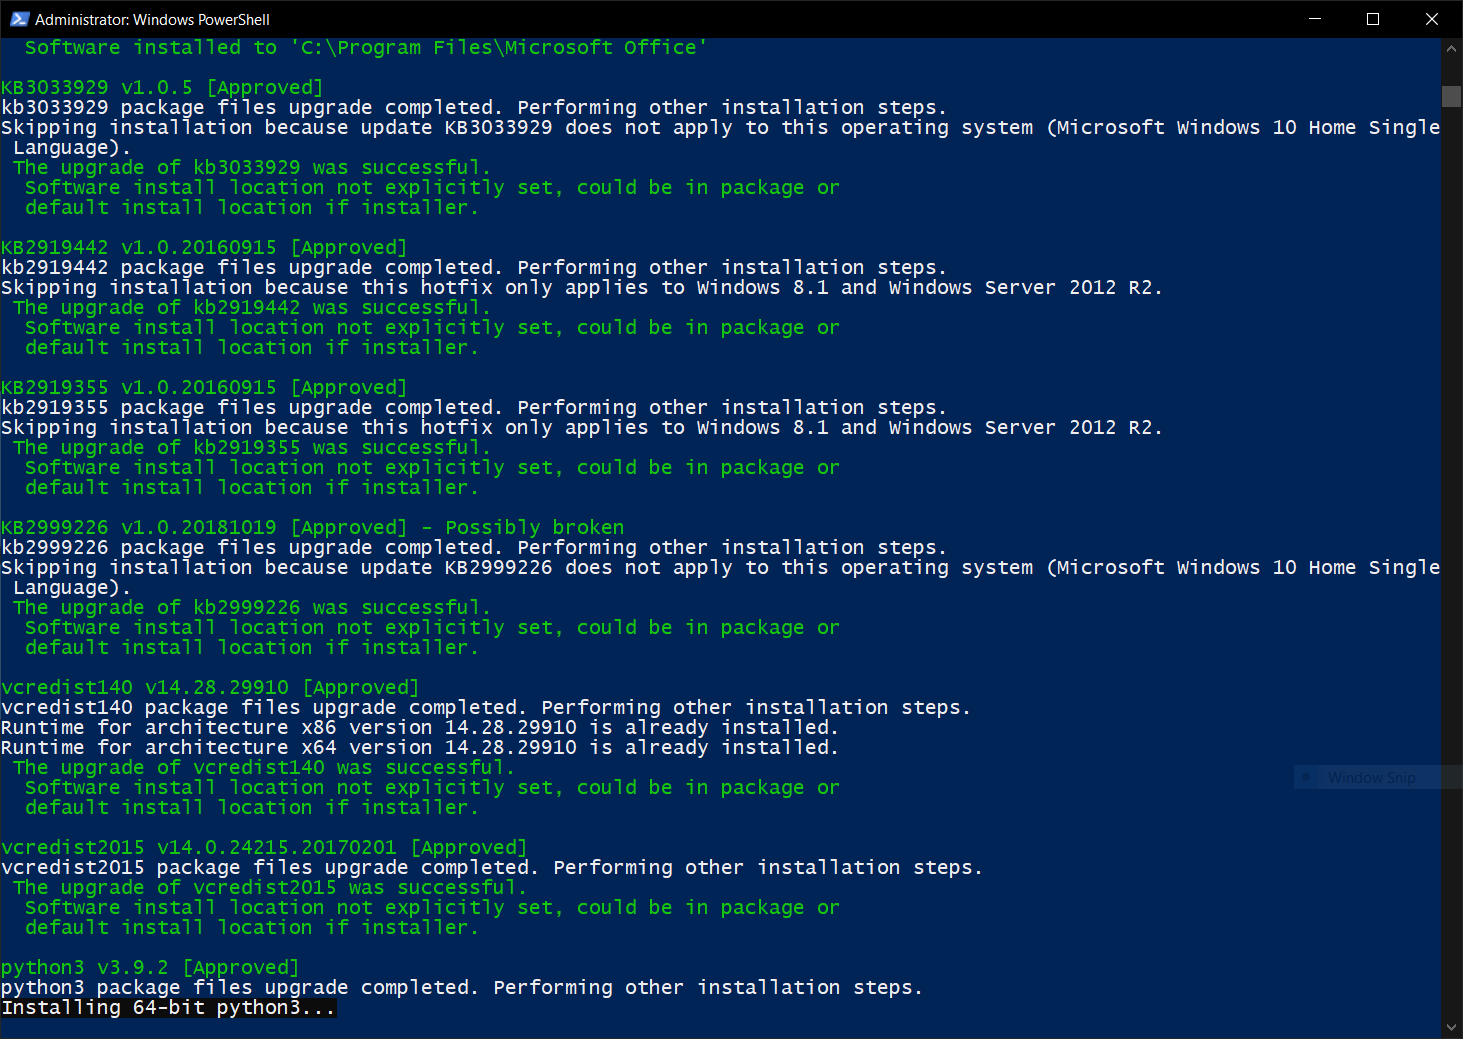 Administrator: Windows PowerShell
Software installed to 'C:\Program Files\Microsoft Office'
KB3033929 v1.0.5 [Approved]
kb3033929 package files upgrade completed. Performing other installation steps.
Skipping installation because update KB3033929 does not apply to this operating system (Microsoft Windows 10 Home Single
Language).
The upgrade of kb3033929 was successful.
Software install location not explicitly set, could be in package or
default install location if installer.
KB2919442 v1.0.20160915 [Approved]
kb2919442 package files upgrade completed. Performing other installation steps.
Skipping installation because this hotfix only applies to Windows 8.1 and Windows Server 2012 R2.
The upgrade of kb2919442 was successful.
Software install location not explicitly set, could be in package or
default install location if installer.
KB2919355 v1.0.20160915 [Approved]
kb2919355 package files upgrade completed. Performing other installation steps.
Skipping installation because this hotfix only applies to Windows 8.1 and Windows Server 2012 R2.
The upgrade of kb2919355 was successful.
Software install location not explicitly set, could be in package or
default install location if installer.
KB2999226 v1.0.20181019 [Approved] - Possibly broken
kb2999226 package files upgrade completed. Performing other installation steps.
Skipping installation because update KB2999226 does not apply to this operating system (Microsoft Windows 10 Home Single
Language).
The upgrade of kb2999226 was successful.
Software install location not explicitly set, could be in package or
default install location if installer.
vcredist140 v14.28.29910 [Approved]
vcredist140 package files upgrade completed. Performing other installation steps.
Runtime for architecture x86 version 14.28.29910 is already installed.
Runtime for architecture x64 version 14.28.29910 is already installed.
The upgrade of vcredist140 was successful.
Window Snip
Software install location not explicitly set, could be in package or
default install location if installer.
vcredist2015 v14.0.24215.20170201 [Approved]
vcredist2015 package files upgrade completed. Performing other installation steps.
The upgrade of vcredist2015 was successful.
Software install location not explicitly set, could be in package or
default install location if installer.
python3 v3.9.2 [Approved]
python3 package files upgrade completed. Performing other installation steps.
Installing 64-bit python3...